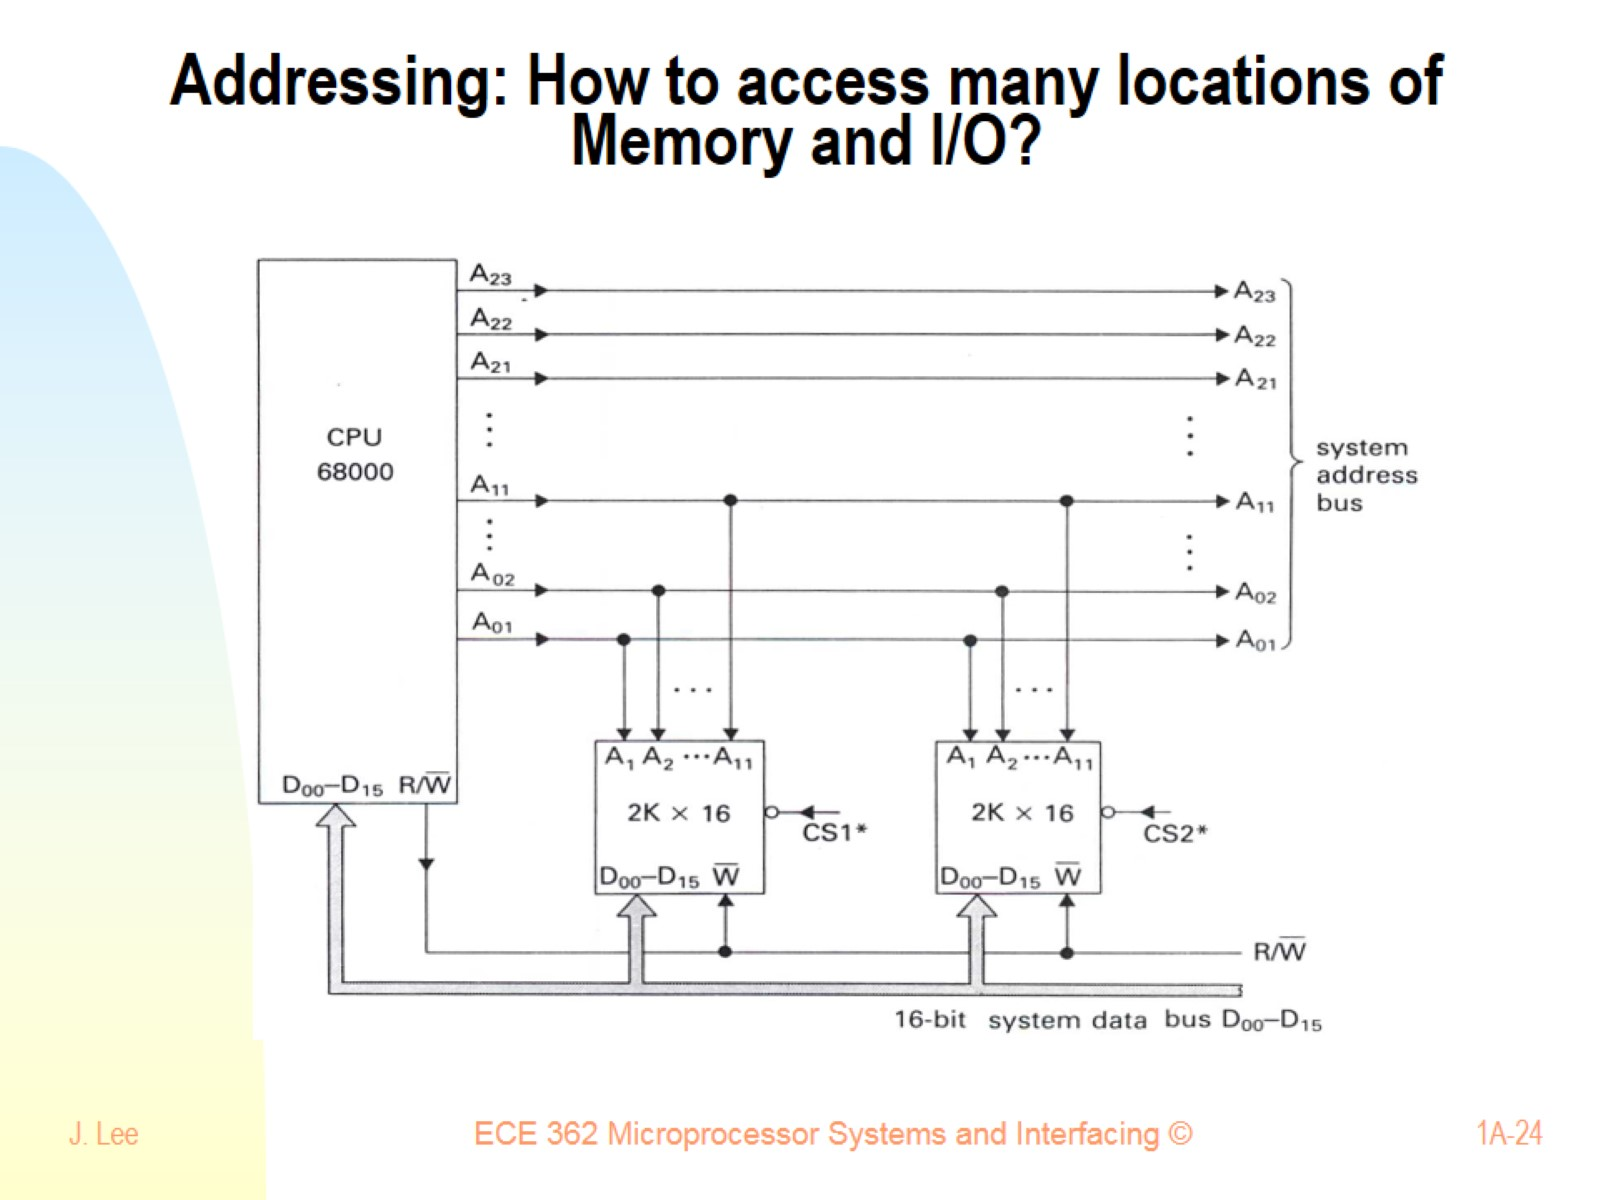 Addressing: How to access many locations of
Memory and I/O?
A23
A23
A22
A22
A21
A21
CPU
68000
system
address
bus
A11
A11
A02
A02
A01
A01
A1 A2 ···A11
A1 A2 ···A11
D00–D15 R/W̅
2K × 16
CS1*
2K × 16
CS2*
D00–D15 W̅
D00–D15 W̅
R/W̅
16-bit system data bus D00–D15
J. Lee
ECE 362 Microprocessor Systems and Interfacing ©
1A-24